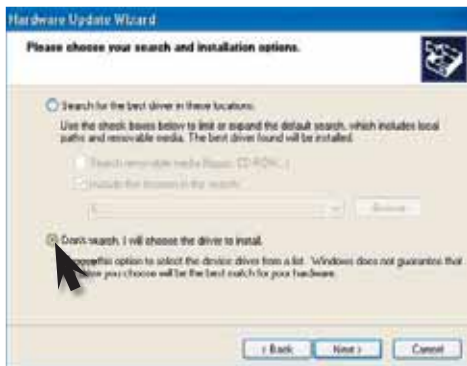 Hardware Update Wizard
Please choose your search and installation options.
Search for the best driver in these locations.
Use the check boxes below to limit or expand the default search, which includes local
paths and removable media. The best driver found will be installed.
Search removable media (floppy, CD-ROM...)
Include this location in the search:
Browse
Don't search. I will choose the driver to install.
this option to select the device driver from a list. Windows does not guarantee that
you choose will be the best match for your hardware.
< Back
Next >
Cancel